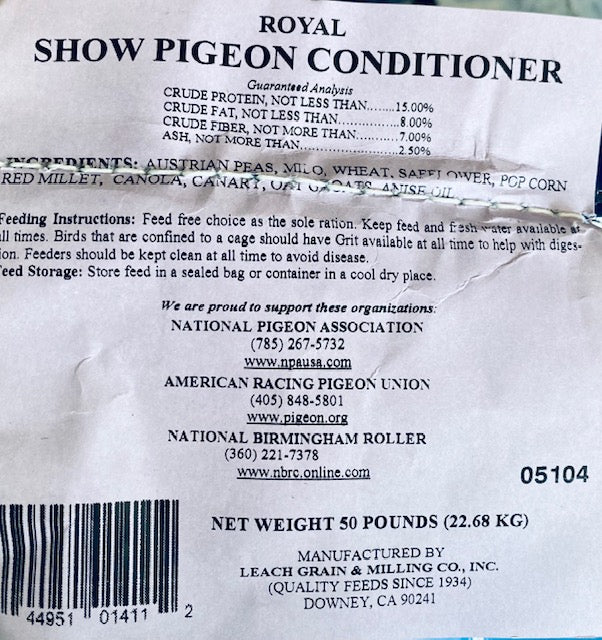 ROYAL
SHOW PIGEON CONDITIONER
Guaranteed Analysis
CRUDE PROTEIN, NOT LESS THAN.......15.00%
CRUDE FAT, NOT LESS THAN...............8.00%
CRUDE FIBER, NOT MORE THAN...........7.00%
ASH, NOT MORE THAN.......................2.50%
INGREDIENTS: AUSTRIAN PEAS, MILO, WHEAT, SAFFLOWER, POP CORN
RED MILLET, CANOLA, CANARY, ANISE OIL
Feeding Instructions: Feed free choice as the sole ration. Keep feed and fresh water available at
all times. Birds that are confined to a cage should have Grit available at all time to help with diges-
ion. Feeders should be kept clean at all time to avoid disease.
eed Storage: Store feed in a sealed bag or container in a cool dry place.
We are proud to support these organizations:
NATIONAL PIGEON ASSOCIATION
(785) 267-5732
www.npausa.com
AMERICAN RACING PIGEON UNION
(405) 848-5801
www.pigeon.org
NATIONAL BIRMINGHAM ROLLER
(360) 221-7378
www.nbrc.online.com
05104
NET WEIGHT 50 POUNDS (22.68 KG)
MANUFACTURED BY
LEACH GRAIN & MILLING CO., INC.
(QUALITY FEEDS SINCE 1934)
DOWNEY, CA 90241
44951 01411 2